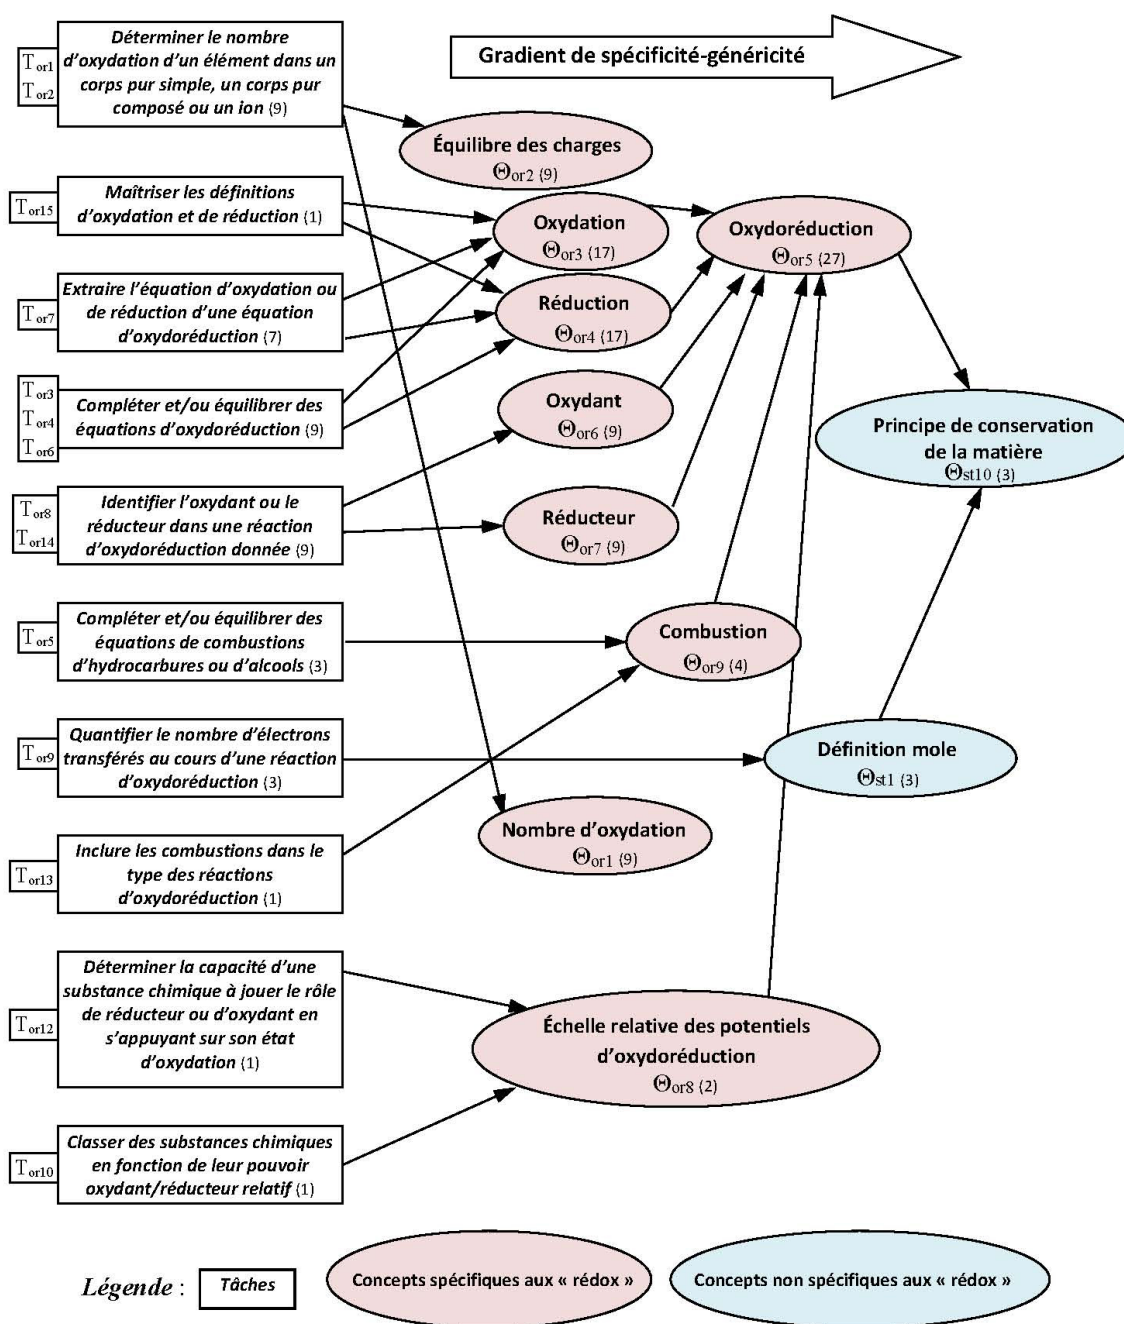 Déterminer le nombre
d'oxydation d'un élément dans un
corps pur simple, un corps pur
composé ou un ion (9)
Tor1
Tor2
Gradient de spécificité-généricité
Équilibre des charges
Θor2 (9)
Maîtriser les définitions
d'oxydation et de réduction (1)
Tor15
Oxydation
Θor3 (17)
Oxydoréduction
Θor5 (27)
Extraire l'équation d'oxydation ou
de réduction d'une équation
d'oxydoréduction (7)
Tor7
Réduction
Θor4 (17)
Tor3
Tor4
Tor6
Compléter et/ou équilibrer des
équations d'oxydoréduction (9)
Oxydant
Θor6 (9)
Principe de conservation
de la matière
Θst10 (3)
Tor8
Tor14
Identifier l'oxydant ou le
réducteur dans une réaction
d'oxydoréduction donnée (9)
Réducteur
Θor7 (9)
Tor5
Compléter et/ou équilibrer des
équations de combustions
d'hydrocarbures ou d'alcools (3)
Combustion
Θor9 (4)
Tor9
Quantifier le nombre d'électrons
transférés au cours d'une réaction
d'oxydoréduction (3)
Définition mole
Θst1 (3)
Tor13
Inclure les combustions dans le
type des réactions
d'oxydoréduction (1)
Nombre d'oxydation
Θor1 (9)
Tor12
Déterminer la capacité d'une
substance chimique à jouer le rôle
de réducteur ou d'oxydant en
s'appuyant sur son état
d'oxydation (1)
Échelle relative des potentiels
d'oxydoréduction
Θor8 (2)
Tor10
Classer des substances chimiques
en fonction de leur pouvoir
oxydant/réducteur relatif (1)
Légende :
Tâches
Concepts spécifiques aux « rédox »
Concepts non spécifiques aux « rédox »